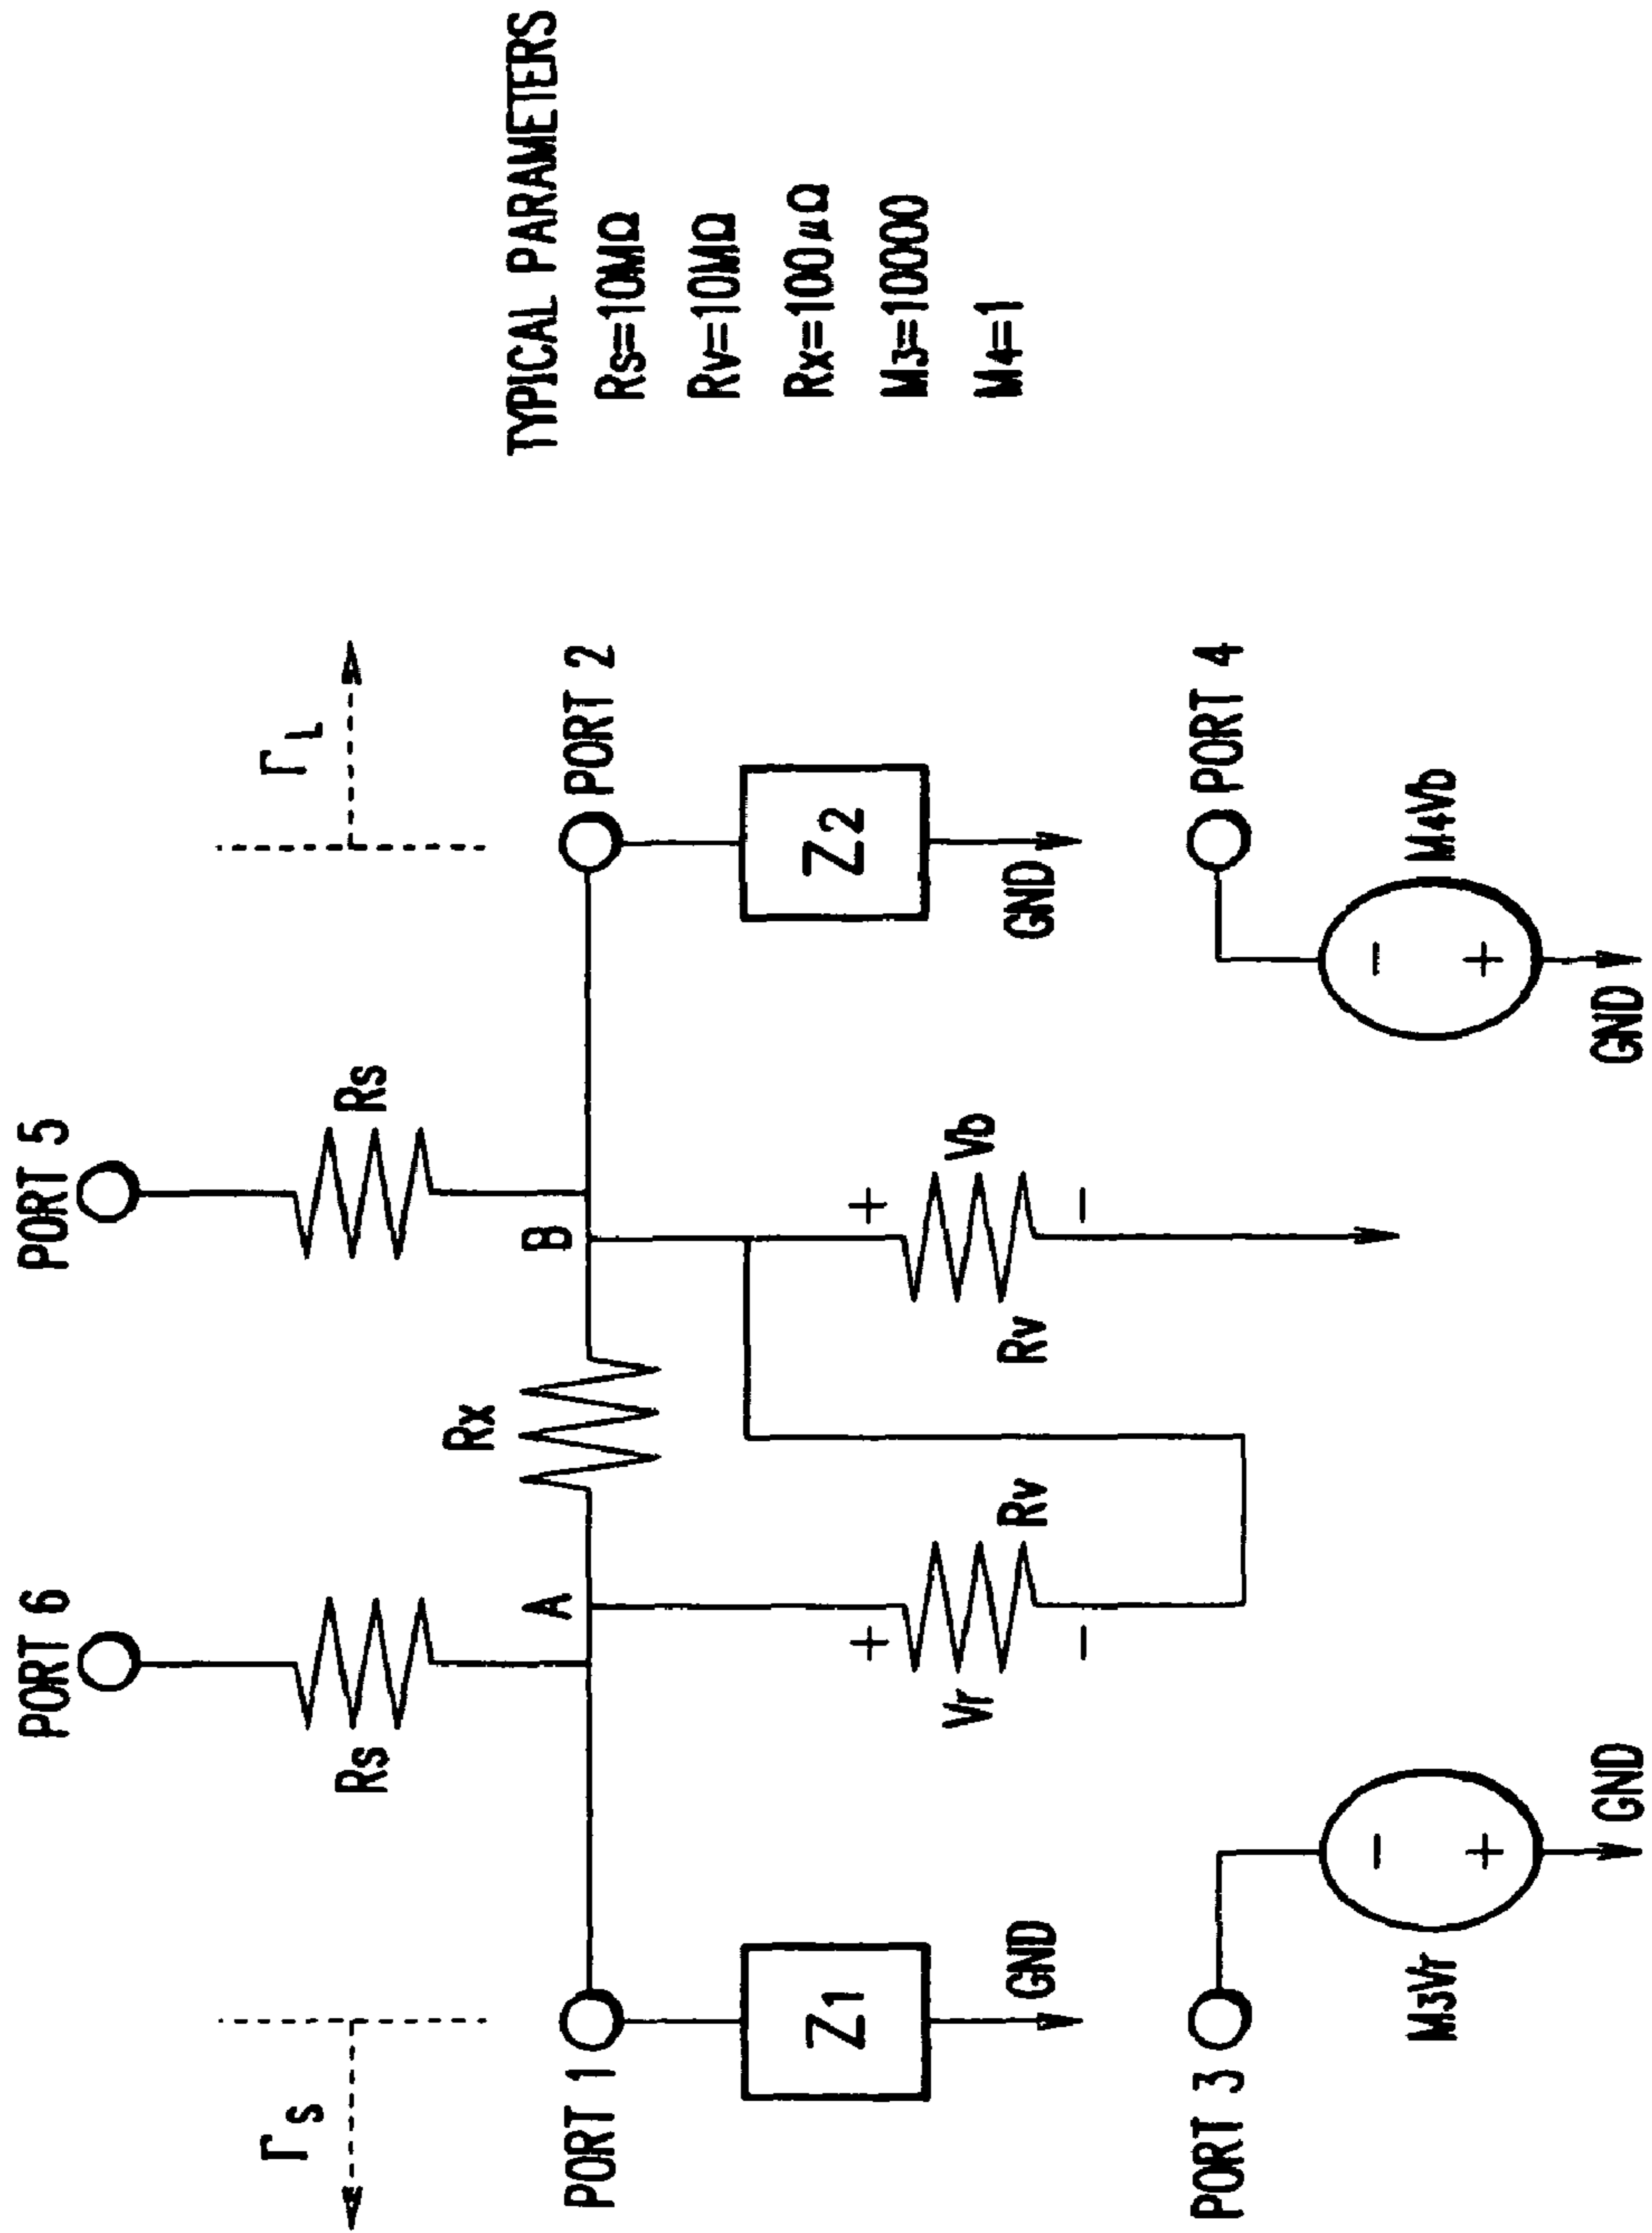 PORT 6
PORT 5
Rs
Rs
Γs
ΓL
A
Rx
B
PORT 1
PORT 2
Z1
GND
Vr
+
-
Rv
Rv
+
-
Vb
Z2
GND
PORT 3
PORT 4
M3Vr
-
+
GND
-
+
M4Vb
GND
TYPICAL PARAMETERS
Rs=10MΩ
Rv=10MΩ
Rx=100μΩ
M3=10000
M4=1